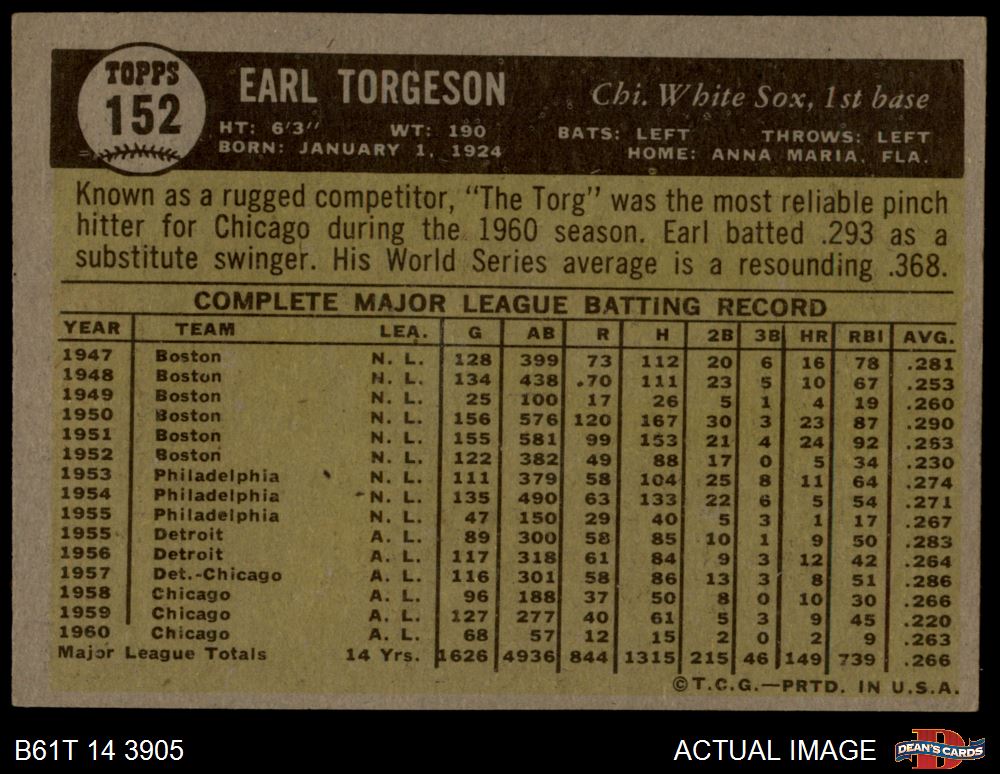 TOPPS
152
EARL TORGESON
Chi. White Sox, 1st base
HT: 6'3" WT: 190 BATS: LEFT THROWS: LEFT
BORN: JANUARY 1, 1924 HOME: ANNA MARIA, FLA.
Known as a rugged competitor, "The Torg" was the most reliable pinch
hitter for Chicago during the 1960 season. Earl batted .293 as a
substitute swinger. His World Series average is a resounding .368.
COMPLETE MAJOR LEAGUE BATTING RECORD
YEAR TEAM LEA. G AB R H 2B 3B HR RBI AVG.
1947 Boston N. L. 128 399 73 112 20 6 16 78 .281
1948 Boston N. L. 134 438 70 111 23 5 10 67 .253
1949 Boston N. L. 25 100 17 26 5 1 4 19 .260
1950 Boston N. L. 156 576 120 167 30 3 23 87 .290
1951 Boston N. L. 155 581 99 153 21 4 24 92 .263
1952 Boston N. L. 122 382 49 88 17 0 5 34 .230
1953 Philadelphia N. L. 111 379 58 104 25 8 11 64 .274
1954 Philadelphia N. L. 135 490 63 133 22 6 5 54 .271
1955 Philadelphia N. L. 47 150 29 40 5 3 1 17 .267
1955 Detroit A. L. 89 300 58 85 10 1 9 50 .283
1956 Detroit A. L. 117 318 61 84 9 3 12 42 .264
1957 Det.-Chicago A. L. 116 301 58 86 13 3 8 51 .286
1958 Chicago A. L. 96 188 37 50 8 0 10 30 .266
1959 Chicago A. L. 127 277 40 61 5 3 9 45 .220
1960 Chicago A. L. 68 57 12 15 2 0 2 9 .263
Major League Totals 14 Yrs. 1626 4936 844 1315 215 46 149 739 .266
©T.C.G.—PRTD. IN U.S.A.
B61T 14 3905
ACTUAL IMAGE
DEAN'S CARDS